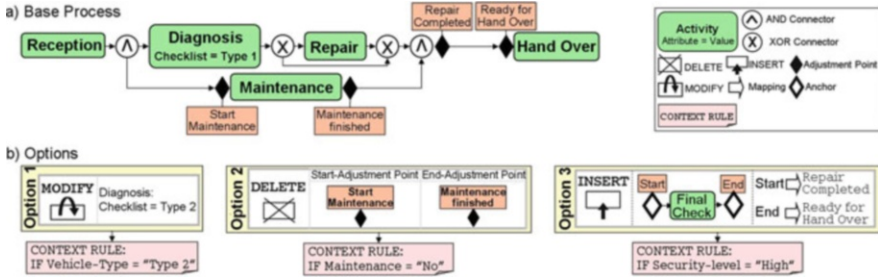 a) Base Process
Reception
Λ
Diagnosis
Checklist = Type 1
X
Repair
X
Λ
Repair
Completed
Ready for
Hand Over
Hand Over
Maintenance
Start
Maintenance
Maintenance
finished
Activity
Attribute = Value
Λ AND Connector
X XOR Connector
DELETE
INSERT
Adjustment Point
MODIFY
Mapping
Anchor
CONTEXT RULE
b) Options
Option 1
MODIFY
Diagnosis:
Checklist = Type 2
CONTEXT RULE:
IF Vehicle-Type = "Type 2"
Option 2
DELETE
Start-Adjustment Point
End-Adjustment Point
Start
Maintenance
Maintenance
finished
CONTEXT RULE:
IF Maintenance = "No"
Option 3
INSERT
Start
Final
Check
End
Start
Repair
Completed
End
Ready for
Hand Over
CONTEXT RULE:
IF Security-level = "High"